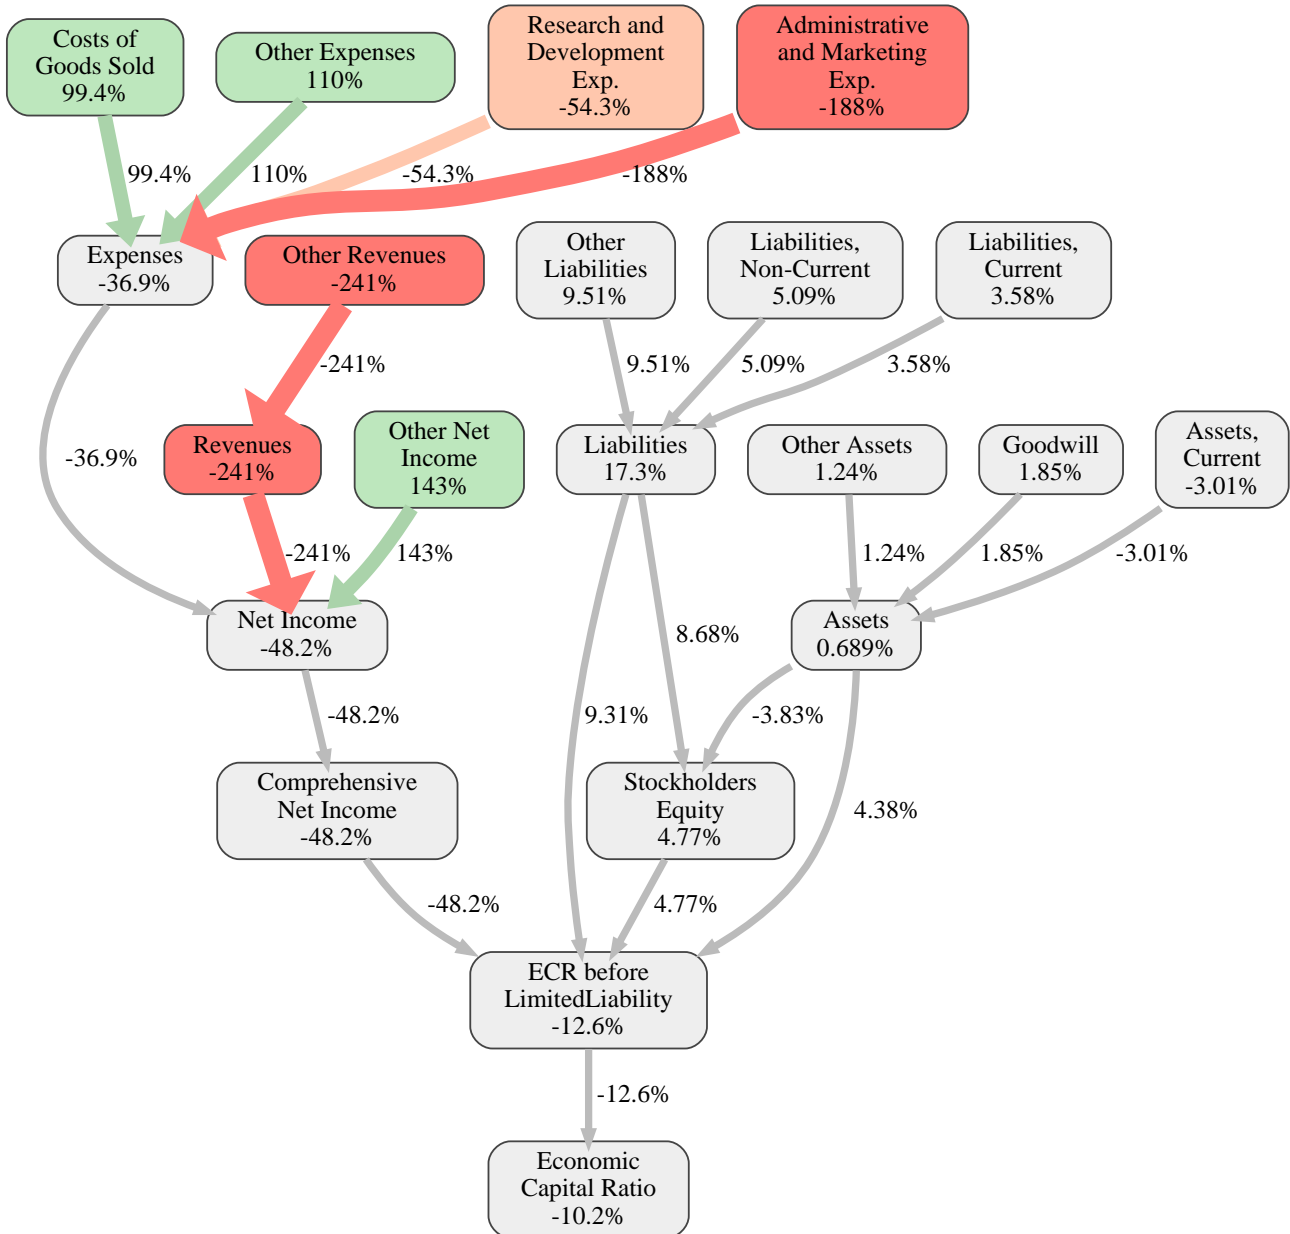 Costs of
Goods Sold
99.4%
Other Expenses
110%
Research and
Development
Exp.
-54.3%
Administrative
and Marketing
Exp.
-188%
99.4%
110%
-54.3%
-188%
Expenses
-36.9%
Other Revenues
-241%
Other
Liabilities
9.51%
Liabilities,
Non-Current
5.09%
Liabilities,
Current
3.58%
-241%
9.51%
5.09%
3.58%
-36.9%
Revenues
-241%
Other Net
Income
143%
Liabilities
17.3%
Other Assets
1.24%
Goodwill
1.85%
Assets,
Current
-3.01%
-241%
143%
1.24%
1.85%
-3.01%
Net Income
-48.2%
8.68%
Assets
0.689%
-48.2%
9.31%
-3.83%
Comprehensive
Net Income
-48.2%
Stockholders
Equity
4.77%
4.38%
-48.2%
4.77%
ECR before
LimitedLiability
-12.6%
-12.6%
Economic
Capital Ratio
-10.2%